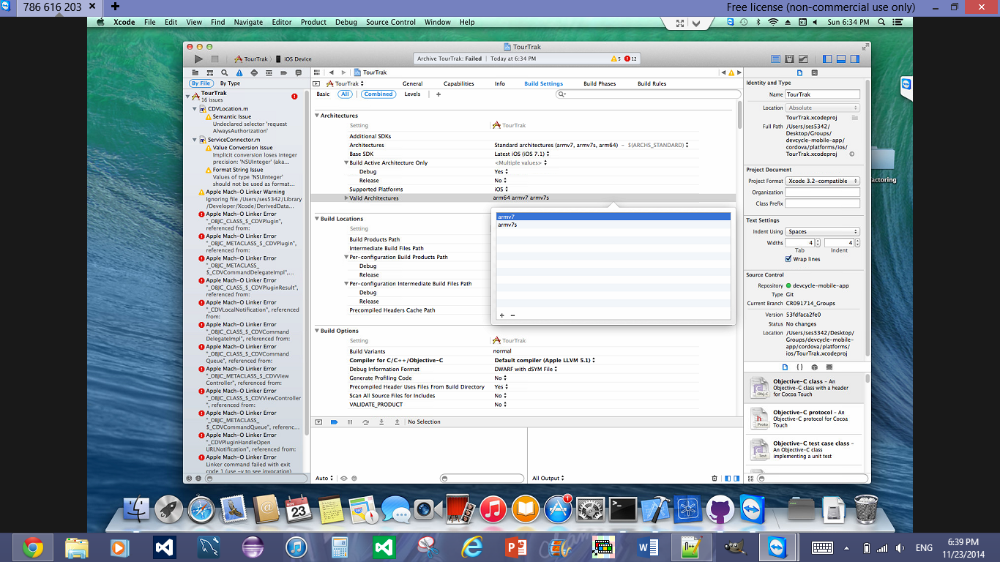 786 616 203
Free license (non-commercial use only)
Xcode File Edit View Find Navigate Editor Product Debug Source Control Window Help
Sun 6:34 PM
TourTrak
TourTrak iOS Device
Archive TourTrak: Failed | Today at 6:34 PM
5 12
TourTrak
By File By Type
TourTrak
16 issues
CDVLocation.m
Semantic Issue
Undeclared selector 'request
AlwaysAuthorization'
ServiceConnector.m
Value Conversion Issue
Implicit conversion loses integer
precision: 'NSUInteger' (aka...
Format String Issue
Values of type 'NSUInteger'
should not be used as format...
Apple Mach-O Linker Warning
Ignoring file /Users/ses5342/Library
/Developer/Xcode/DerivedData...
Apple Mach-O Linker Error
"_OBJC_CLASS_$_CDVPlugin",
referenced from:
Apple Mach-O Linker Error
"_OBJC_METACLASS_$_CDVPlugin",
referenced from:
Apple Mach-O Linker Error
"_OBJC_METACLASS_
$_CDVCommandDelegateImpl",...
Apple Mach-O Linker Error
"_OBJC_CLASS_$_CDVPluginResult",
referenced from:
Apple Mach-O Linker Error
"_CDVLocalNotification", referenced
from:
Apple Mach-O Linker Error
"_OBJC_CLASS_$_CDVCommand
DelegateImpl", referenced from:
Apple Mach-O Linker Error
"_OBJC_CLASS_$_CDVCommand
Queue", referenced from:
Apple Mach-O Linker Error
"_OBJC_METACLASS_$_CDVView
Controller", referenced from:
Apple Mach-O Linker Error
"_OBJC_CLASS_$_CDVViewController
", referenced from:
Apple Mach-O Linker Error
"_OBJC_METACLASS_
$_CDVCommandQueue", referenc...
Apple Mach-O Linker Error
"_CDVPluginHandleOpen
URLNotification", referenced from:
Apple Mach-O Linker Error
Linker command failed with exit
code 1 (use -v to see invocation)
TourTrak General Capabilities Info Build Settings Build Phases Build Rules
Basic All Combined Levels +
Architectures
Setting TourTrak
Additional SDKs
Architectures Standard architectures (armv7, armv7s, arm64) - $(ARCHS_STANDARD)
Base SDK Latest iOS (iOS 7.1)
Build Active Architecture Only <Multiple values>
Debug Yes
Release No
Supported Platforms iOS
Valid Architectures arm64 armv7 armv7s
armv7
armv7s
+ −
Build Locations
Setting
Build Products Path
Intermediate Build Files Path
Per-configuration Build Products Path
Debug
Release
Per-configuration Intermediate Build Files Path
Debug
Release
Precompiled Headers Cache Path
Build Options
Setting TourTrak
Build Variants normal
Compiler for C/C++/Objective-C Default compiler (Apple LLVM 5.1)
Debug Information Format DWARF with dSYM File
Generate Profiling Code No
Precompiled Header Uses Files From Build Directory Yes
Scan All Source Files for Includes No
VALIDATE_PRODUCT No
No Selection
Auto
All Output
Identity and Type
Name TourTrak
Location Absolute
TourTrak.xcodeproj
Full Path /Users/ses5342/
Desktop/Groups/
devcycle-mobile-app/
cordova/platforms/ios/
TourTrak.xcodeproj
Project Document
Project Format Xcode 3.2-compatible
Organization
Class Prefix
Text Settings
Indent Using Spaces
Widths 4 4
Tab Indent
Wrap lines
Source Control
Repository devcycle-mobile-app
Type Git
Current Branch CR091714_Groups
Version 53fdfaca2fe0
Status No changes
Location /Users/ses5342/Desktop/
Groups/devcycle-mobile-
app/cordova/platforms/
ios/TourTrak.xcodeproj
{ }
Objective-C class - An
Objective-C class with a header
for Cocoa Touch
Obj-C
Objective-C protocol - An
Objective-C protocol for Cocoa
Touch
Proto
Objective-C test case class -
An Objective-C class
implementing a unit test
Test
actoring
NOV
23
1
ENG
6:39 PM
11/23/2014